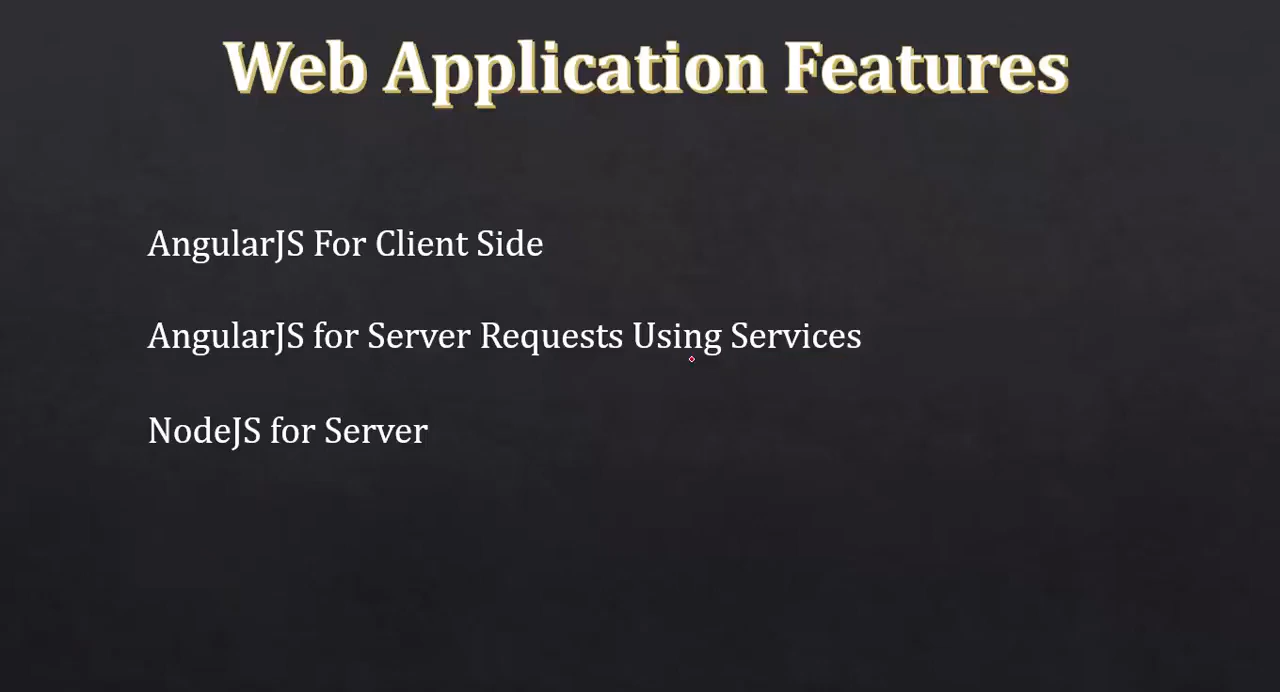 Web Application Features
AngularJS For Client Side
AngularJS for Server Requests Using Services
NodeJS for Server